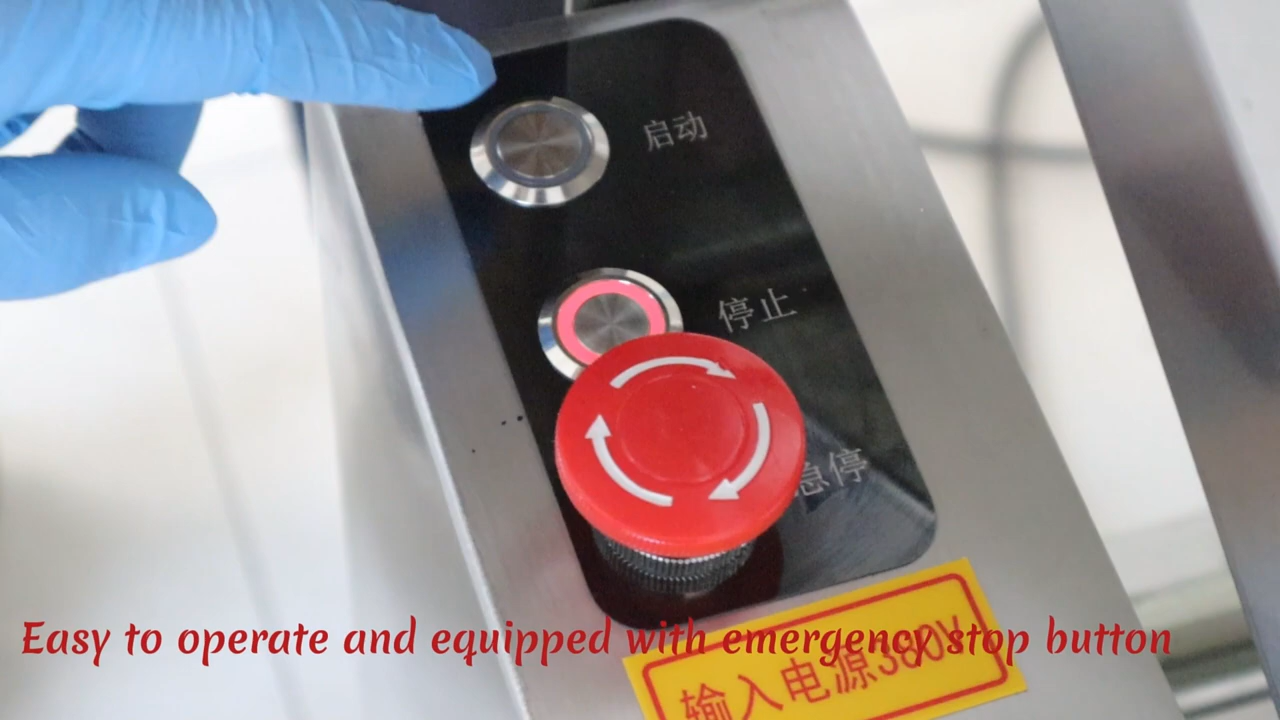 启动
停止
急停
Easy to operate and equipped with emergency stop button
输入电源380V